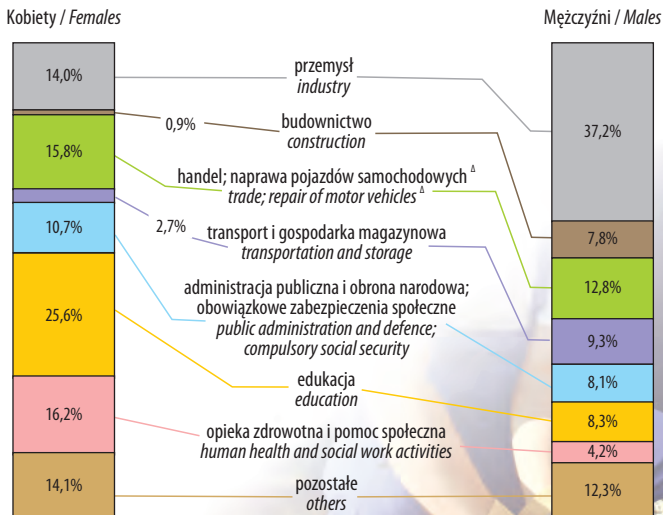 Kobiety / Females
Mężczyźni / Males
14,0%
przemysł
industry
37,2%
0,9%
budownictwo
construction
7,8%
15,8%
handel; naprawa pojazdów samochodowych Δ
trade; repair of motor vehicles Δ
12,8%
2,7%
transport i gospodarka magazynowa
transportation and storage
9,3%
10,7%
administracja publiczna i obrona narodowa;
obowiązkowe zabezpieczenia społeczne
public administration and defence;
compulsory social security
8,1%
25,6%
edukacja
education
8,3%
16,2%
opieka zdrowotna i pomoc społeczna
human health and social work activities
4,2%
14,1%
pozostałe
others
12,3%